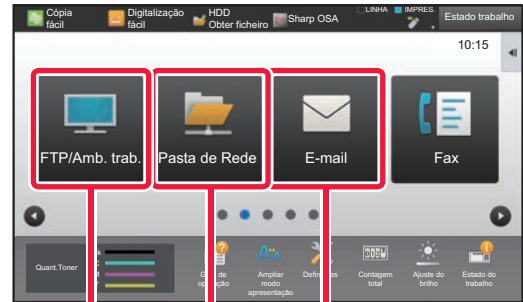 Cópia
fácil
Digitalização
fácil
HDD
Obter ficheiro
Sharp OSA
LINHA
IMPRES.
Estado trabalho
10:15
FTP/Amb. trab.
Pasta de Rede
E-mail
Fax
Quant.Toner
k
C
M
Y
de
Ampliar
modo
apresentação
Contagem
total
Ajuste do
brilho
Estado do
trabalho